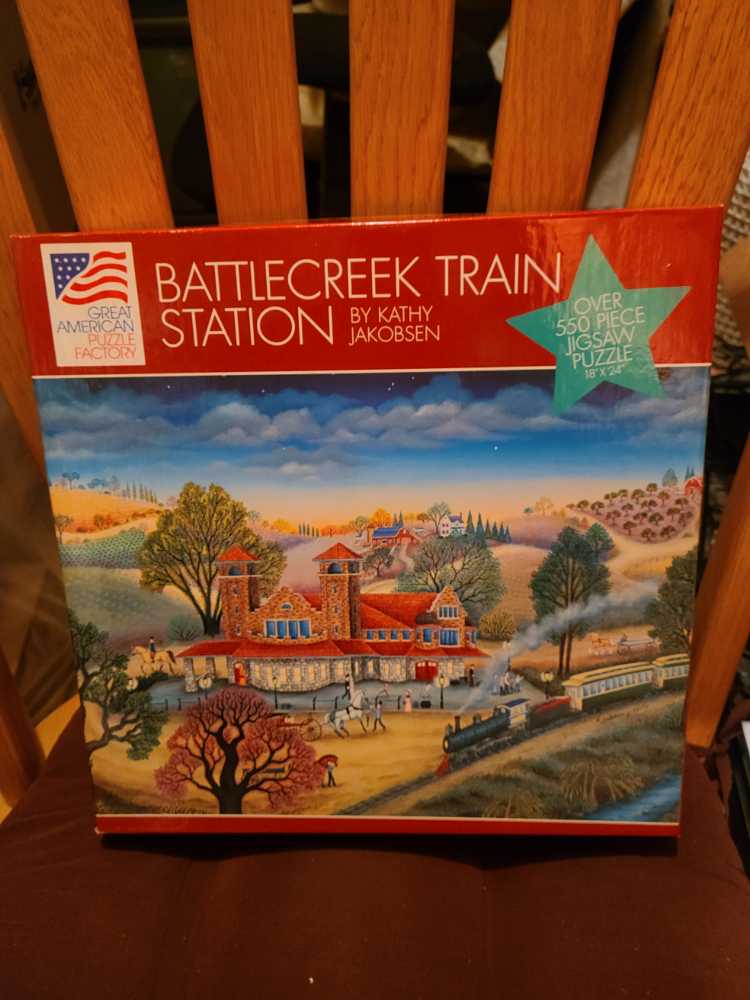 GREAT
AMERICAN
PUZZLE
FACTORY
BATTLECREEK TRAIN
STATION BY KATHY
JAKOBSEN
OVER
550 PIECE
JIGSAW
PUZZLE
18"X 24"